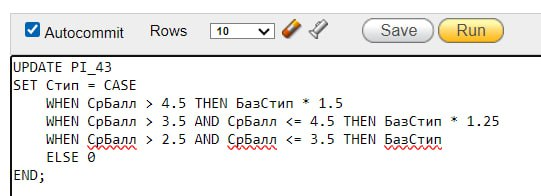 Autocommit Rows 10 Save Run
UPDATE PI_43
SET Стип = CASE
WHEN СрБалл > 4.5 THEN БазСтип * 1.5
WHEN СрБалл > 3.5 AND СрБалл <= 4.5 THEN БазСтип * 1.25
WHEN СрБалл > 2.5 AND СрБалл <= 3.5 THEN БазСтип
ELSE 0
END;